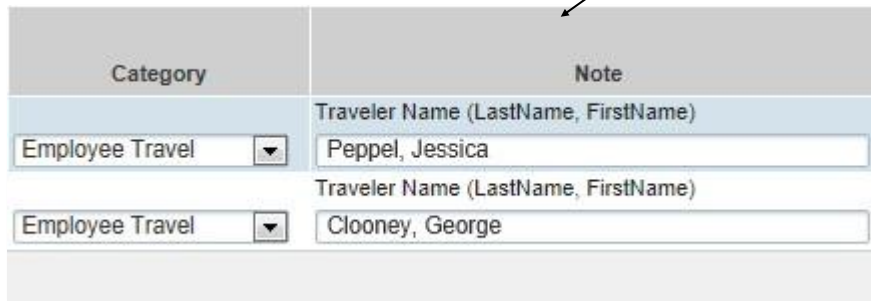 Category Note
Traveler Name (LastName, FirstName)
Employee Travel Peppel, Jessica
Traveler Name (LastName, FirstName)
Employee Travel Clooney, George